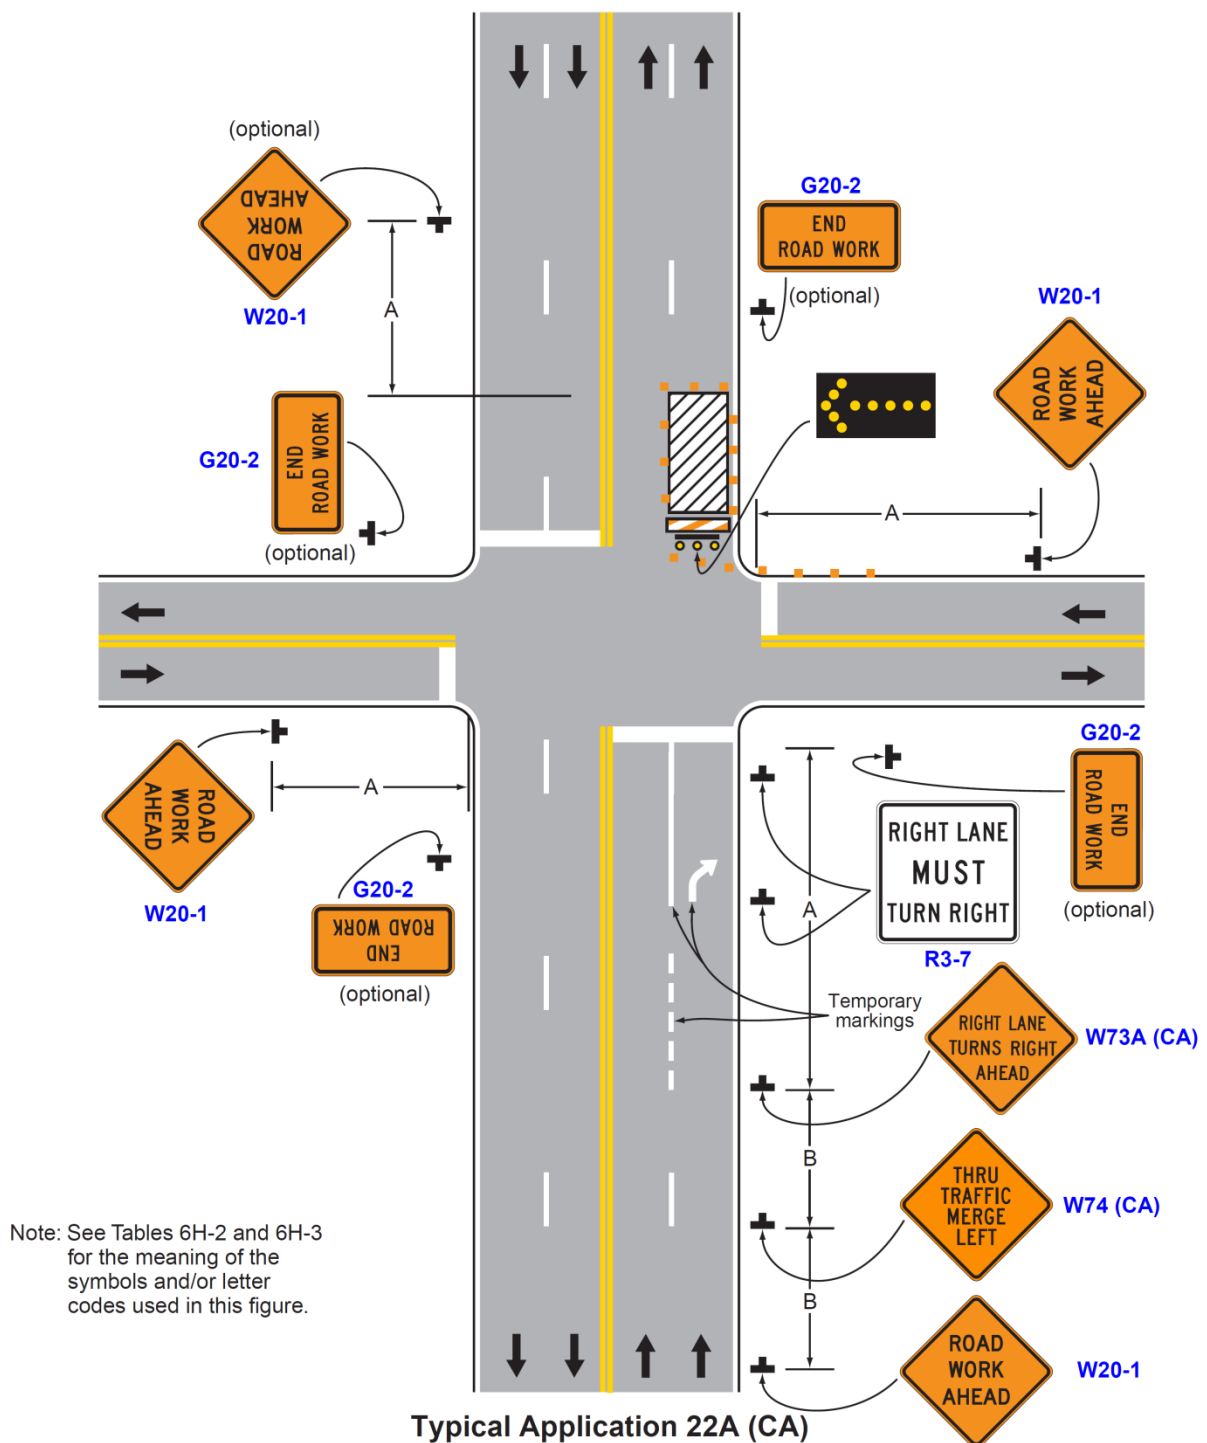 (optional)
ROAD
WORK
AHEAD
W20-1
A
G20-2
END
ROAD WORK
(optional)
G20-2
END
ROAD WORK
(optional)
W20-1
ROAD
WORK
AHEAD
A
ROAD
WORK
AHEAD
W20-1
A
G20-2
END
ROAD WORK
(optional)
G20-2
END
ROAD WORK
(optional)
RIGHT LANE
MUST
TURN RIGHT
R3-7
A
Temporary
markings
RIGHT LANE
TURNS RIGHT
AHEAD
W73A (CA)
B
THRU
TRAFFIC
MERGE
LEFT
W74 (CA)
B
ROAD
WORK
AHEAD
W20-1
Note: See Tables 6H-2 and 6H-3
for the meaning of the
symbols and/or letter
codes used in this figure.
Typical Application 22A (CA)